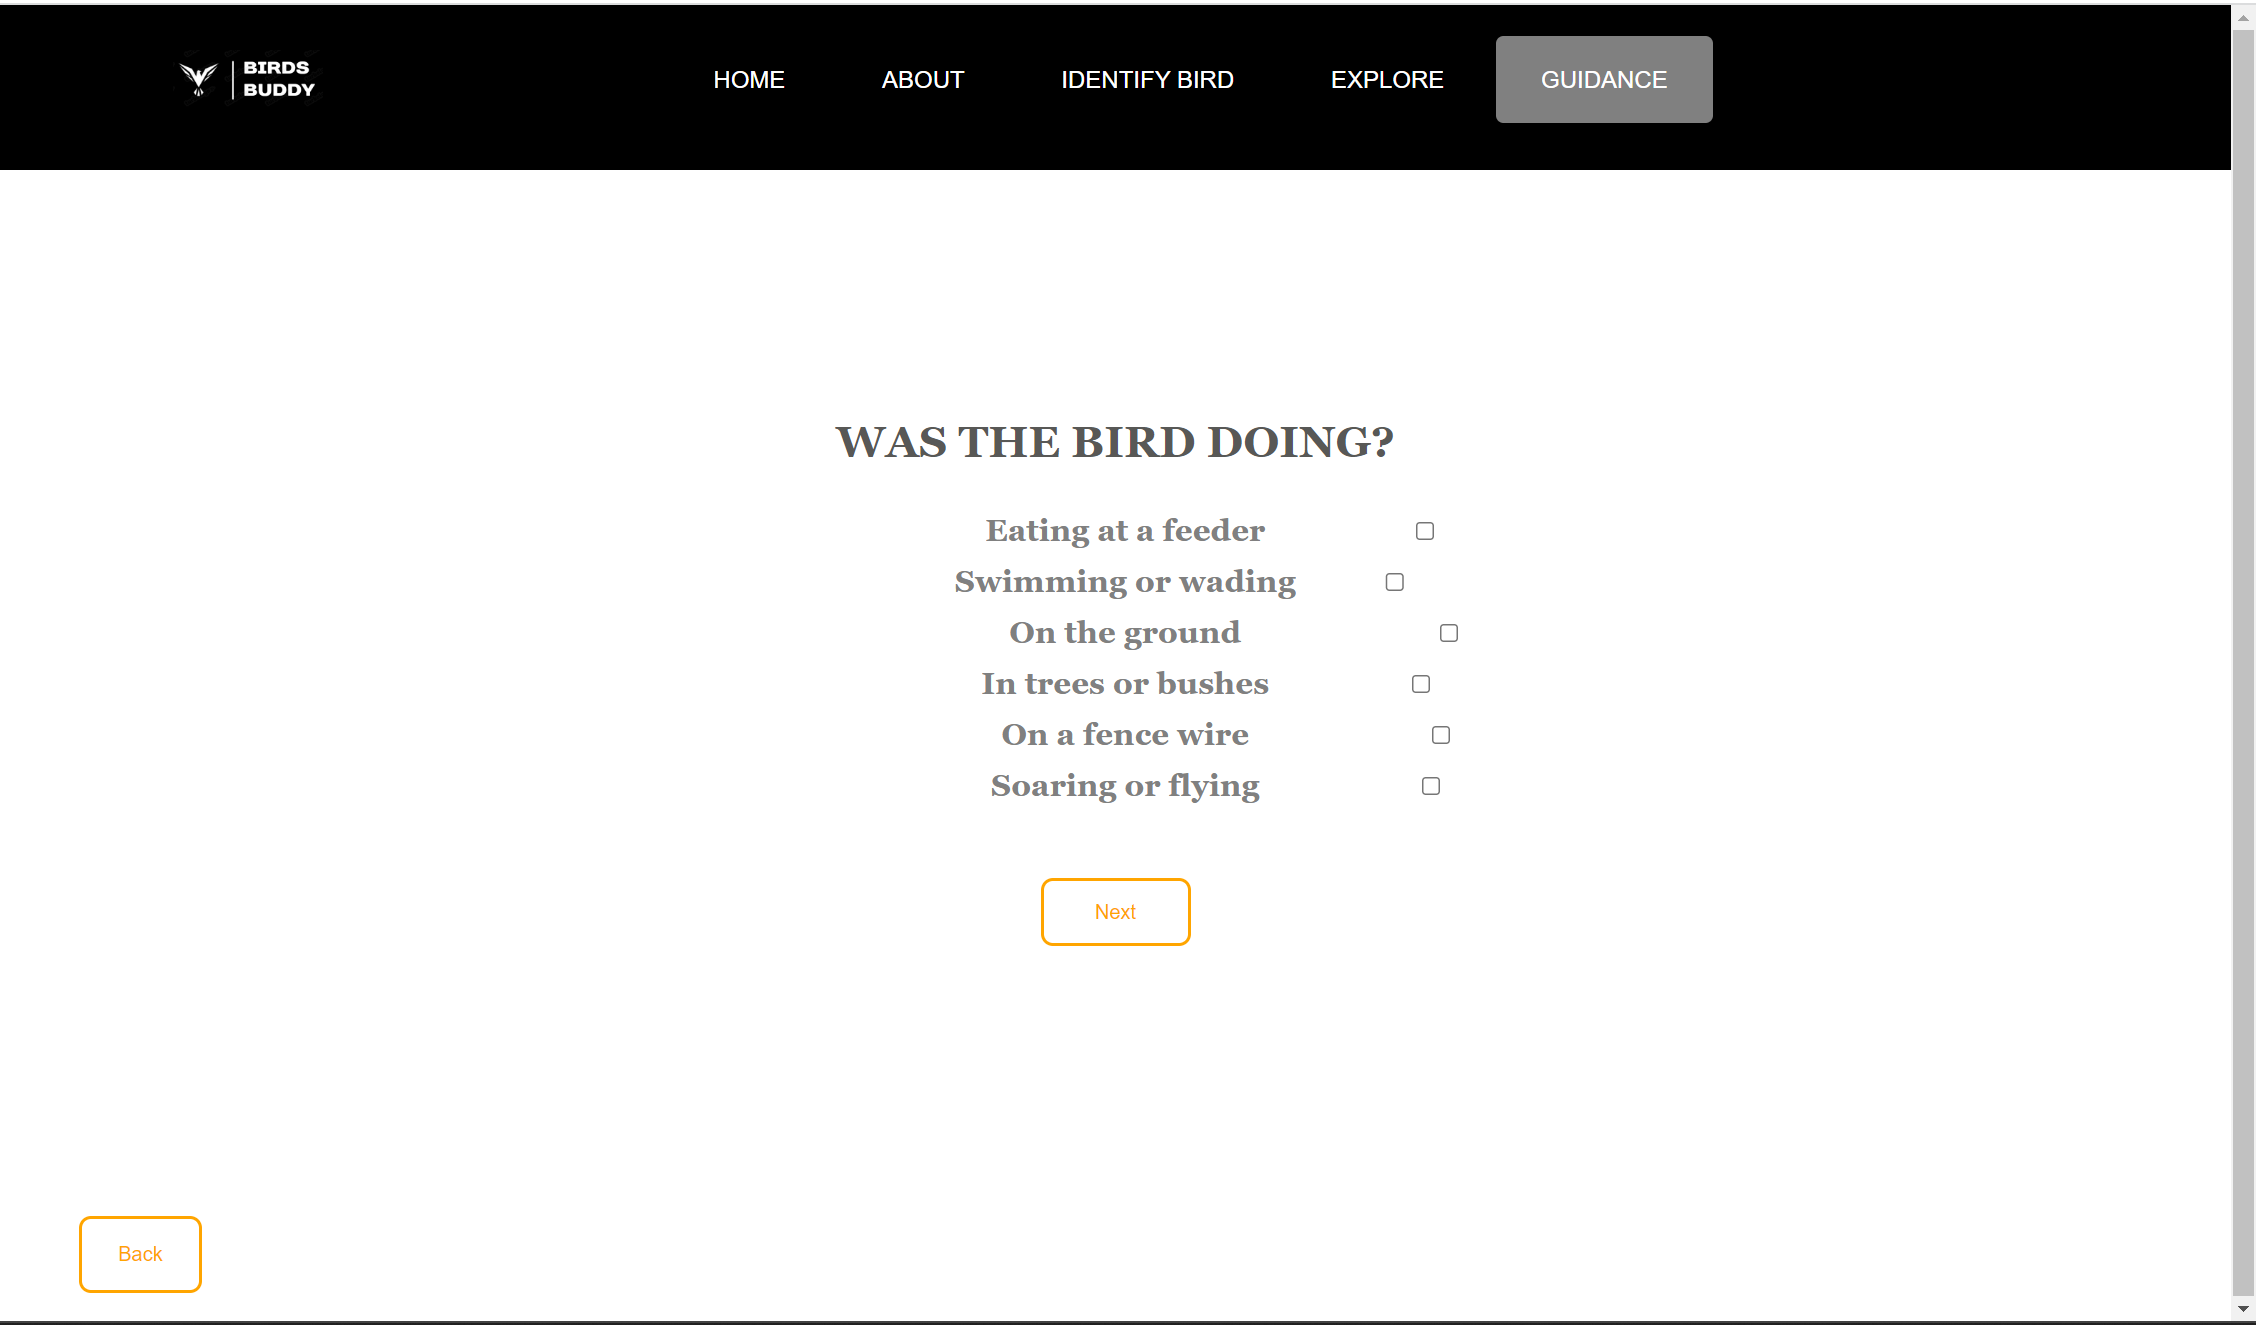 BIRDS
BUDDY
HOME ABOUT IDENTIFY BIRD EXPLORE GUIDANCE
WAS THE BIRD DOING?
Eating at a feeder
Swimming or wading
On the ground
In trees or bushes
On a fence wire
Soaring or flying
Next
Back